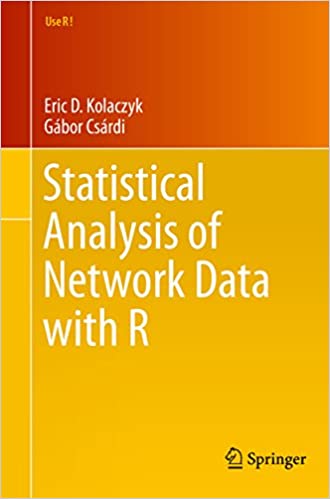 Use R!
Eric D. Kolaczyk
Gábor Csárdi
Statistical
Analysis of
Network Data
with R
Springer